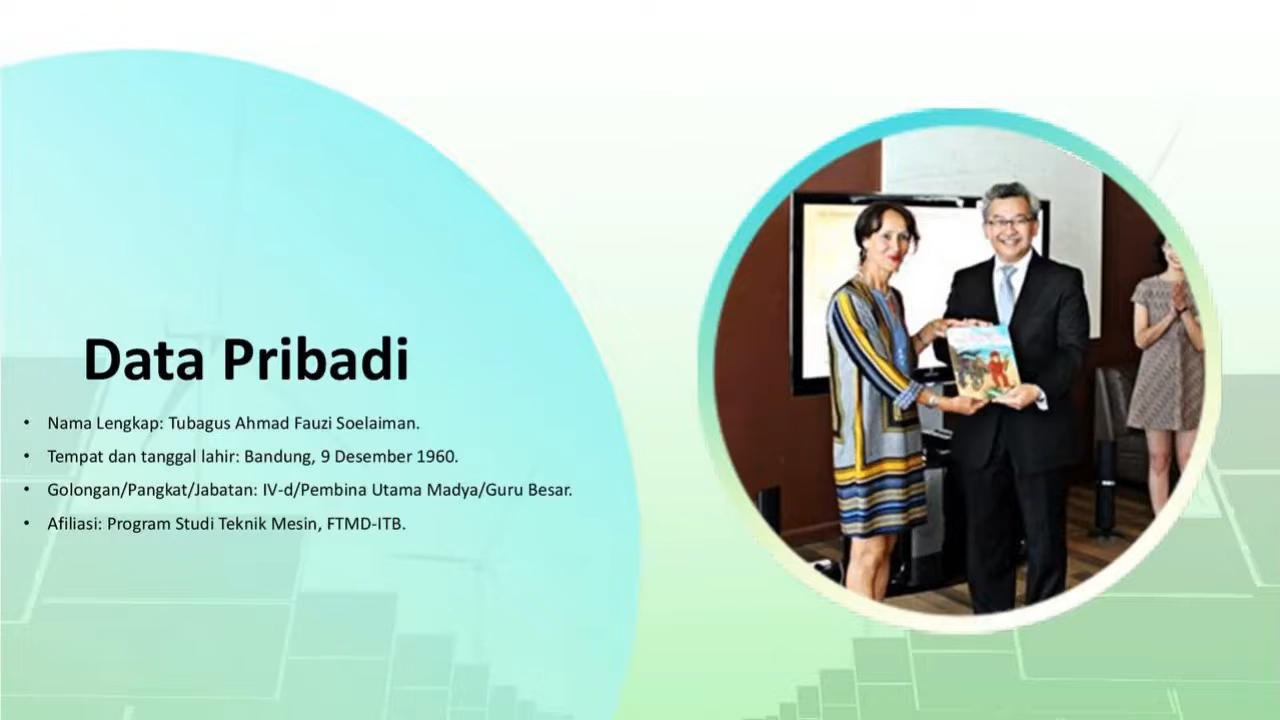 Data Pribadi
• Nama Lengkap: Tubagus Ahmad Fauzi Soelaiman.
• Tempat dan tanggal lahir: Bandung, 9 Desember 1960.
• Golongan/Pangkat/Jabatan: IV-d/Pembina Utama Madya/Guru Besar.
• Afiliasi: Program Studi Teknik Mesin, FTMD-ITB.